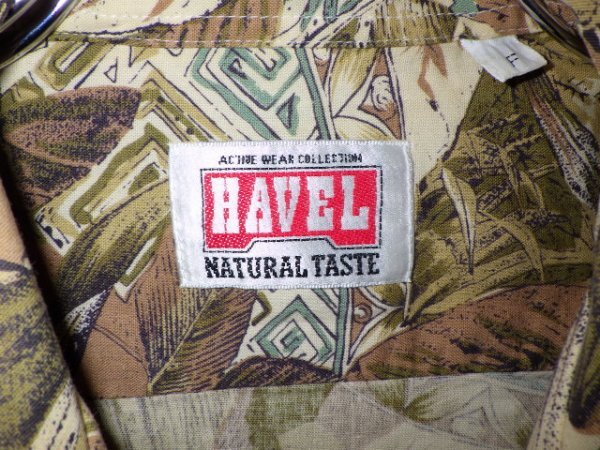 ACTIVE WEAR COLLECTION
HAVEL
NATURAL TASTE
F